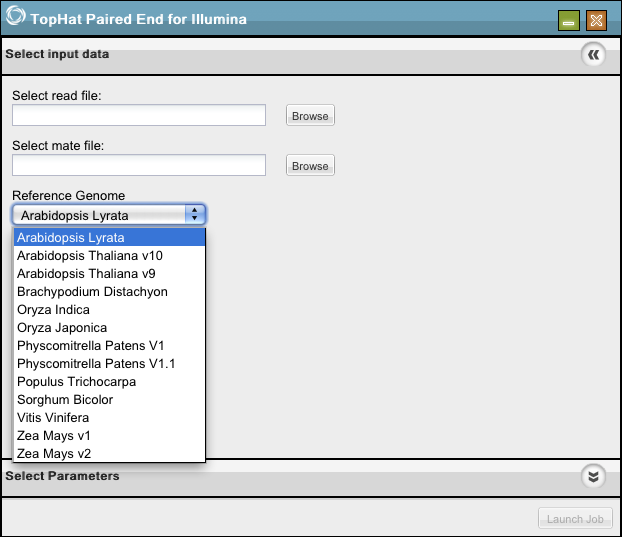 TopHat Paired End for Illumina
Select input data
Select read file:
Browse
Select mate file:
Browse
Reference Genome
Arabidopsis Lyrata
Arabidopsis Lyrata
Arabidopsis Thaliana v10
Arabidopsis Thaliana v9
Brachypodium Distachyon
Oryza Indica
Oryza Japonica
Physcomitrella Patens V1
Physcomitrella Patens V1.1
Populus Trichocarpa
Sorghum Bicolor
Vitis Vinifera
Zea Mays v1
Zea Mays v2
Select Parameters
Launch Job